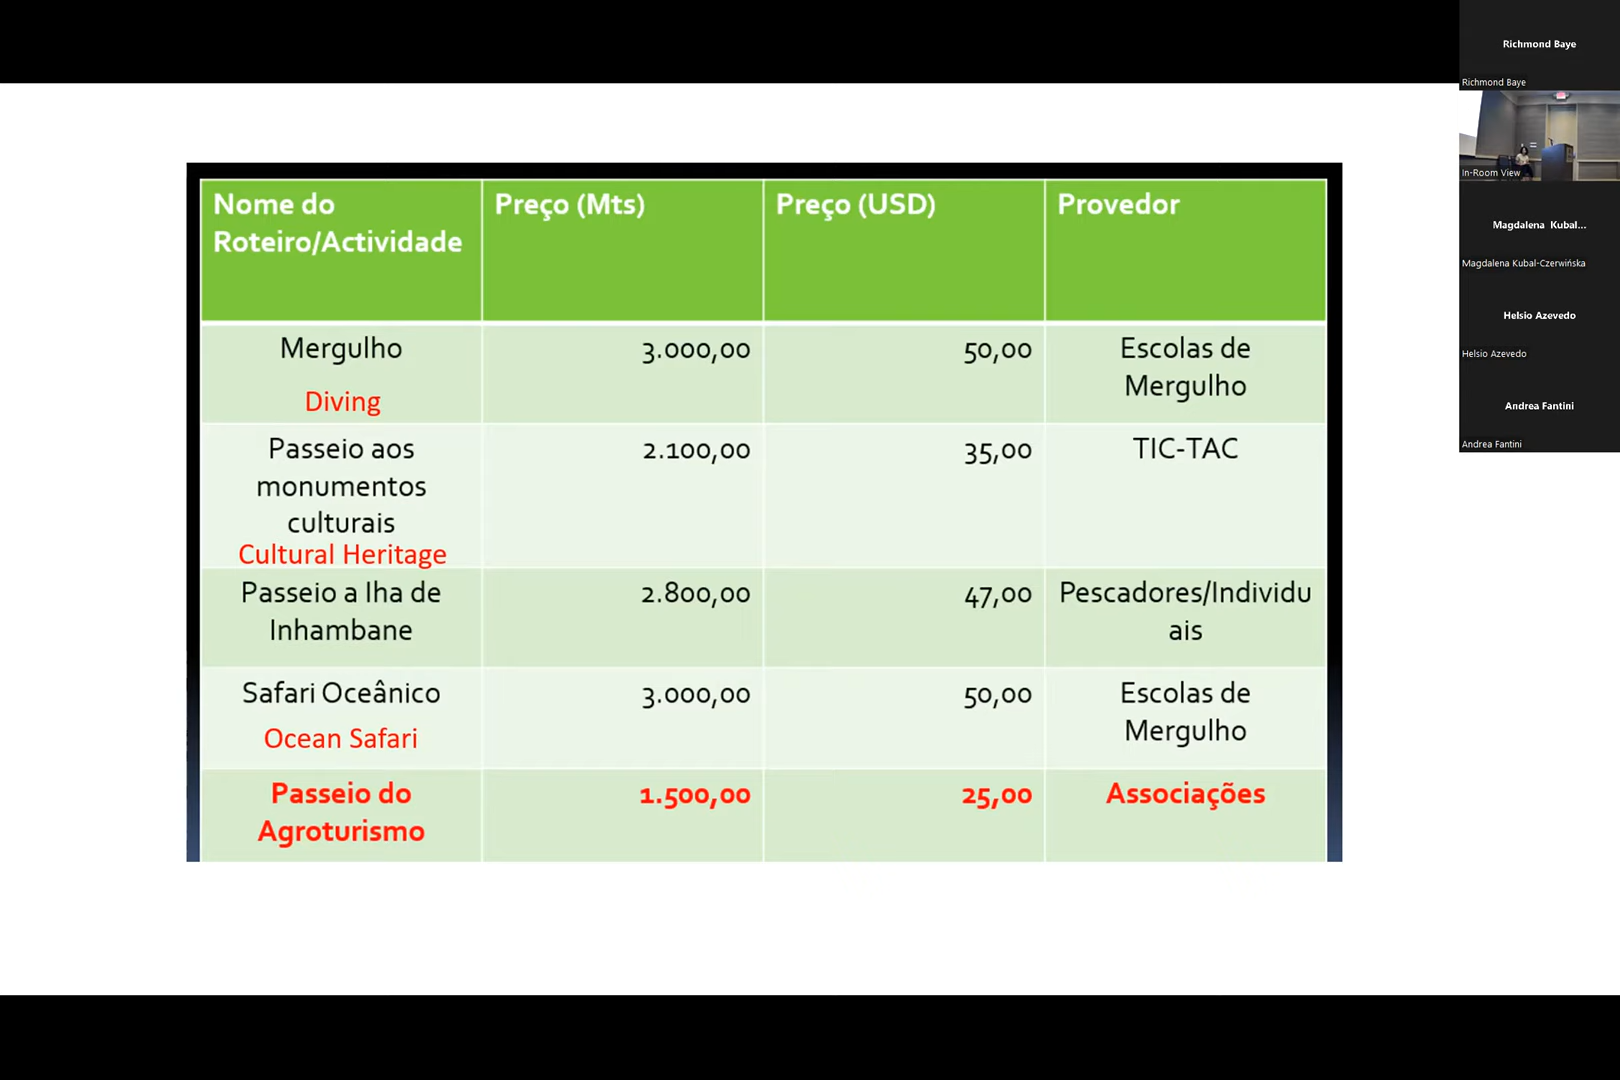 Nome do
Roteiro/Actividade
Preço (Mts)
Preço (USD)
Provedor
Mergulho
Diving
3.000,00
50,00
Escolas de
Mergulho
Passeio aos
monumentos
culturais
Cultural Heritage
2.100,00
35,00
TIC-TAC
Passeio a Iha de
Inhambane
2.800,00
47,00
Pescadores/Individu
ais
Safari Oceânico
Ocean Safari
3.000,00
50,00
Escolas de
Mergulho
Passeio do
Agroturismo
1.500,00
25,00
Associações
Richmond Baye
Richmond Baye
In-Room View
Magdalena Kubal...
Magdalena Kubal-Czerwińska
Helsio Azevedo
Helsio Azevedo
Andrea Fantini
Andrea Fantini